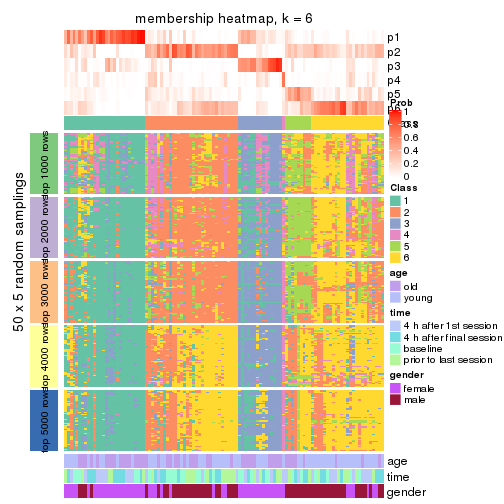 membership heatmap, k = 6
p1
p2
p3
p4
p5
p6
Prob
1
0.8
0.6
0.4
0.2
0
Class
1
2
3
4
5
6
age
old
young
time
4 h after 1st session
4 h after final session
baseline
prior to last session
gender
female
male
50 x 5 random samplings
top 1000 rows
top 2000 rows
top 3000 rows
top 4000 rows
top 5000 rows
age
time
gender